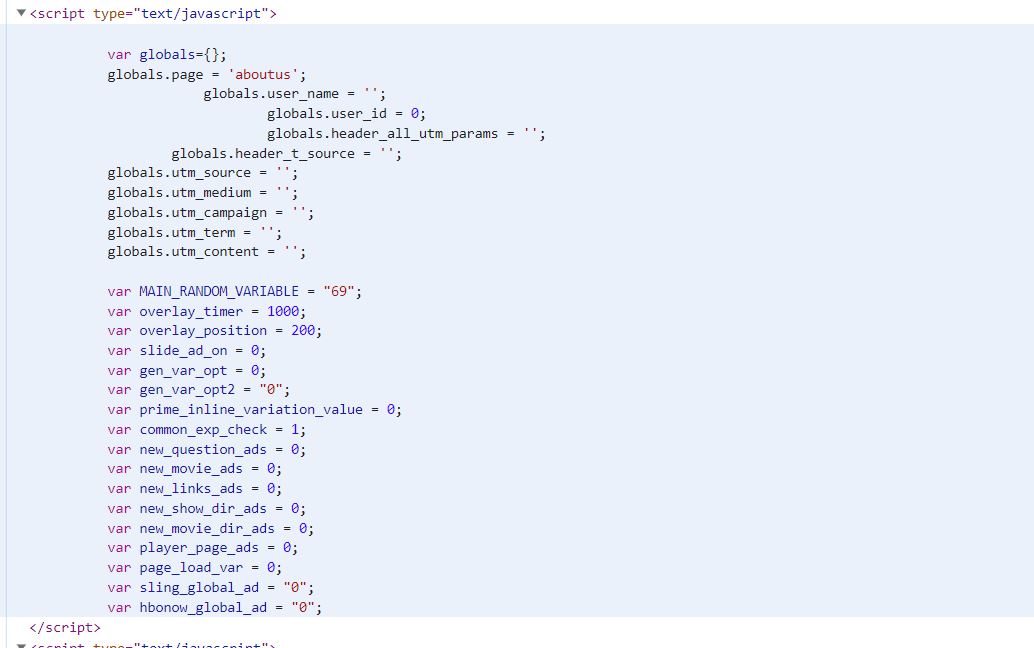 <script type="text/javascript">
var globals={};
globals.page = 'aboutus';
globals.user_name = '';
globals.user_id = 0;
globals.header_all_utm_params = '';
globals.header_t_source = '';
globals.utm_source = '';
globals.utm_medium = '';
globals.utm_campaign = '';
globals.utm_term = '';
globals.utm_content = '';
var MAIN_RANDOM_VARIABLE = "69";
var overlay_timer = 1000;
var overlay_position = 200;
var slide_ad_on = 0;
var gen_var_opt = 0;
var gen_var_opt2 = "0";
var prime_inline_variation_value = 0;
var common_exp_check = 1;
var new_question_ads = 0;
var new_movie_ads = 0;
var new_links_ads = 0;
var new_show_dir_ads = 0;
var new_movie_dir_ads = 0;
var player_page_ads = 0;
var page_load_var = 0;
var sling_global_ad = "0";
var hbonow_global_ad = "0";
</script>
<script type="text/javascript">